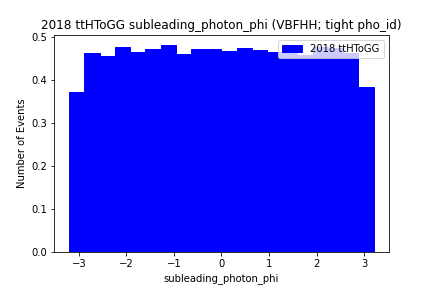 2018 ttHToGG subleading_photon_phi (VBFHH; tight pho_id)
2018 ttHToGG
Number of Events
0.5
0.4
0.3
0.2
0.1
0.0
−3 −2 −1 0 1 2 3
subleading_photon_phi